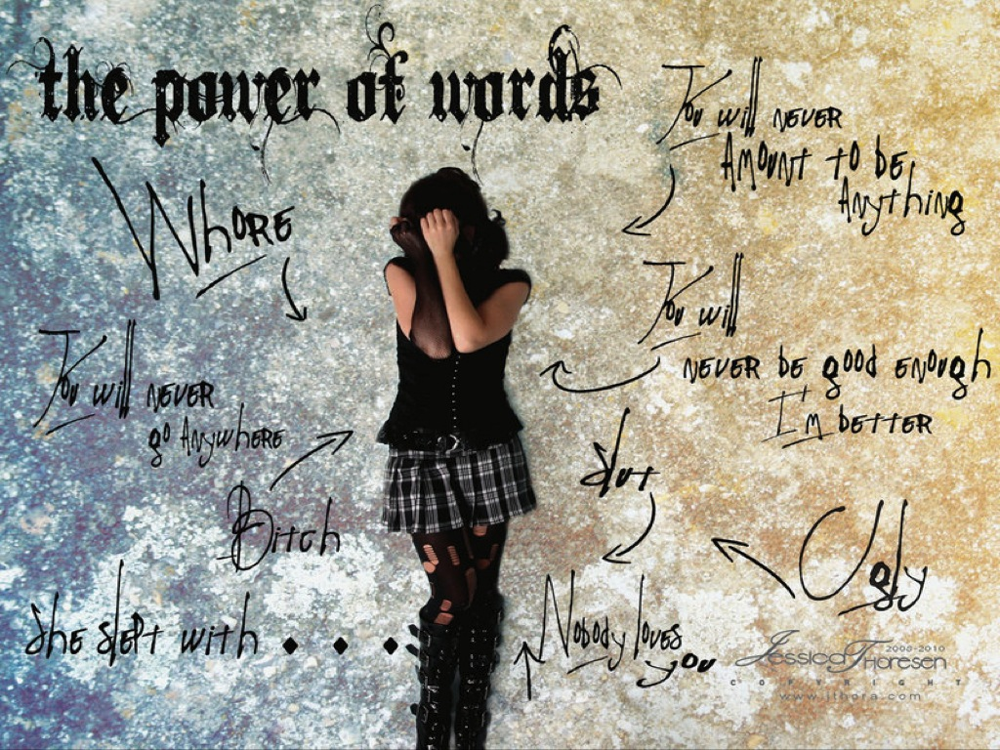 the power of words
You will never
Amount to be
Anything
Whore
You will
never be good enough
I'm better
You will never
go Anywhere
Slut
Bitch
Ugly
She slept with . . .
Nobody loves
you
Jessica Thoresen
2008-2010
COPYRIGHT
www.jthora.com